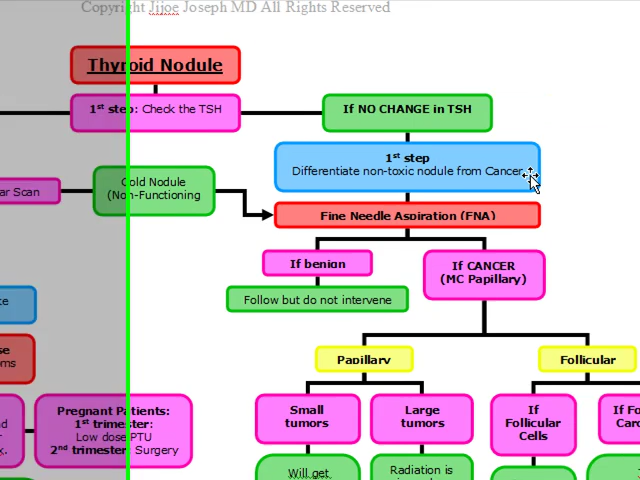 Copyright Jijoe Joseph MD All Rights Reserved
Thyroid Nodule
1st step: Check the TSH
If NO CHANGE in TSH
1st step
Differentiate non-toxic nodule from Cancer
ar Scan
Cold Nodule
(Non-Functioning
Fine Needle Aspiration (FNA)
If benign
If CANCER
(MC Papillary)
Follow but do not intervene
Papillary
Follicular
Pregnant Patients:
1st trimester:
Low dose PTU
2nd trimester: Surgery
Small
tumors
Large
tumors
If
Follicular
Cells
If Fo
Card
Will get
Radiation is